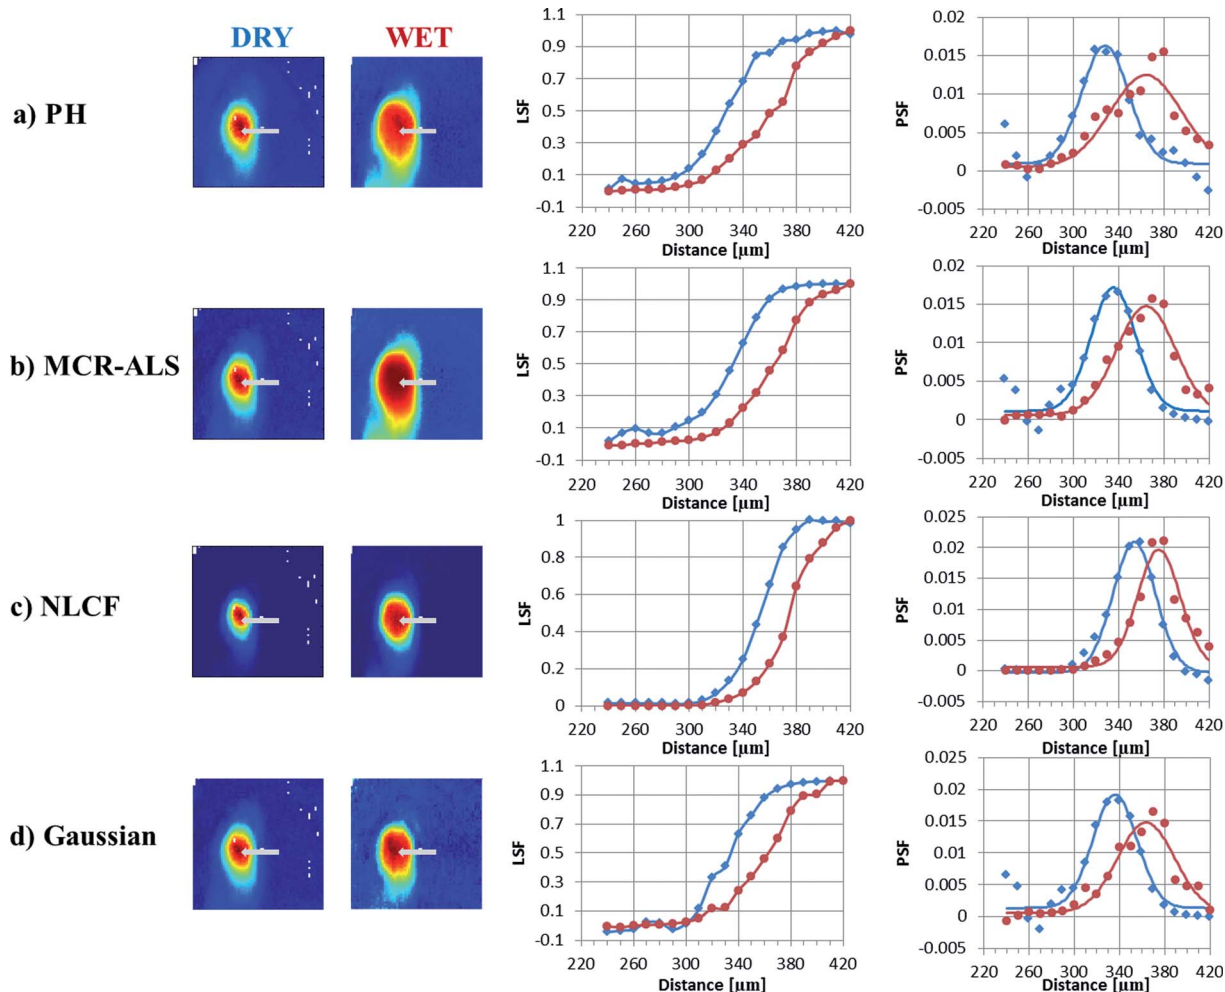 DRY WET
a) PH
LSF
1.1
0.9
0.7
0.5
0.3
0.1
-0.1
220 260 300 340 380 420
Distance [µm]
PSF
0.02
0.015
0.01
0.005
0
-0.005
220 260 300 340 380 420
Distance [µm]
b) MCR-ALS
LSF
1.1
0.9
0.7
0.5
0.3
0.1
-0.1
220 260 300 340 380 420
Distance [µm]
PSF
0.02
0.015
0.01
0.005
0
-0.005
220 260 300 340 380 420
Distance [µm]
c) NLCF
LSF
1
0.8
0.6
0.4
0.2
0
220 260 300 340 380 420
Distance [µm]
PSF
0.025
0.02
0.015
0.01
0.005
0
-0.005
220 260 300 340 380 420
Distance [µm]
d) Gaussian
LSF
1.1
0.9
0.7
0.5
0.3
0.1
-0.1
220 260 300 340 380 420
Distance [µm]
PSF
0.025
0.02
0.015
0.01
0.005
0
-0.005
220 260 300 340 380 420
Distance [µm]